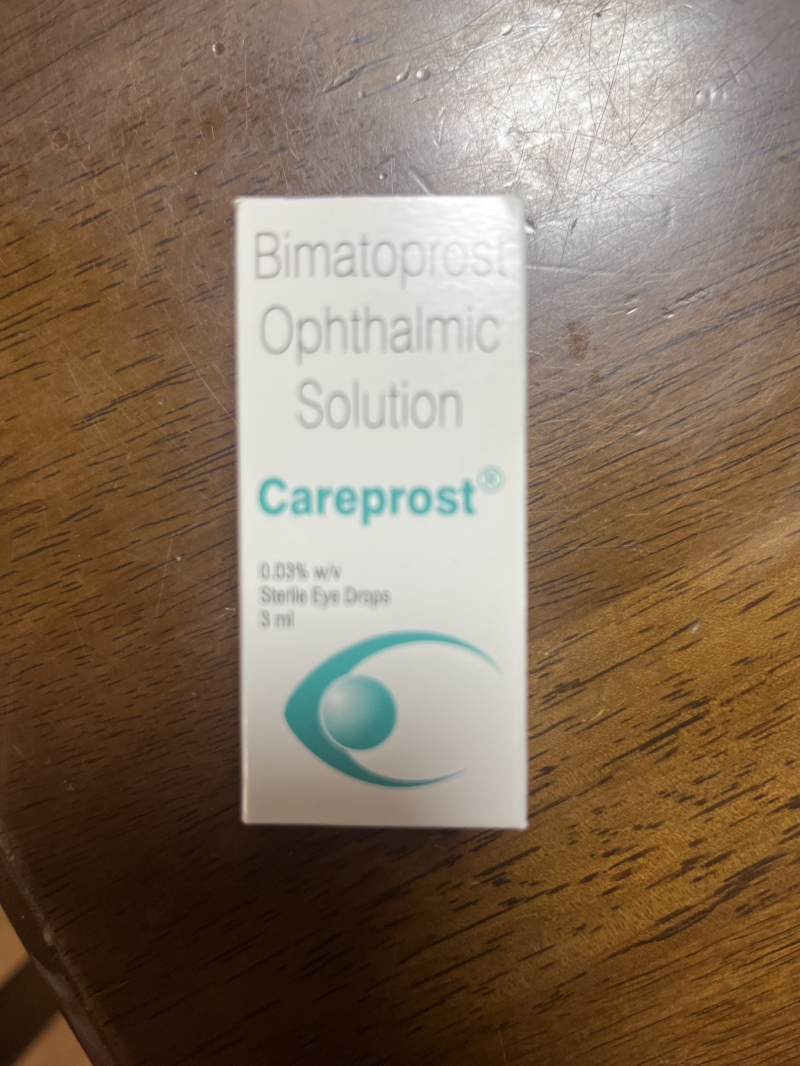 Bimatoprost
Ophthalmic
Solution
Careprost®
0.03% w/v
Sterile Eye Drops
3 ml